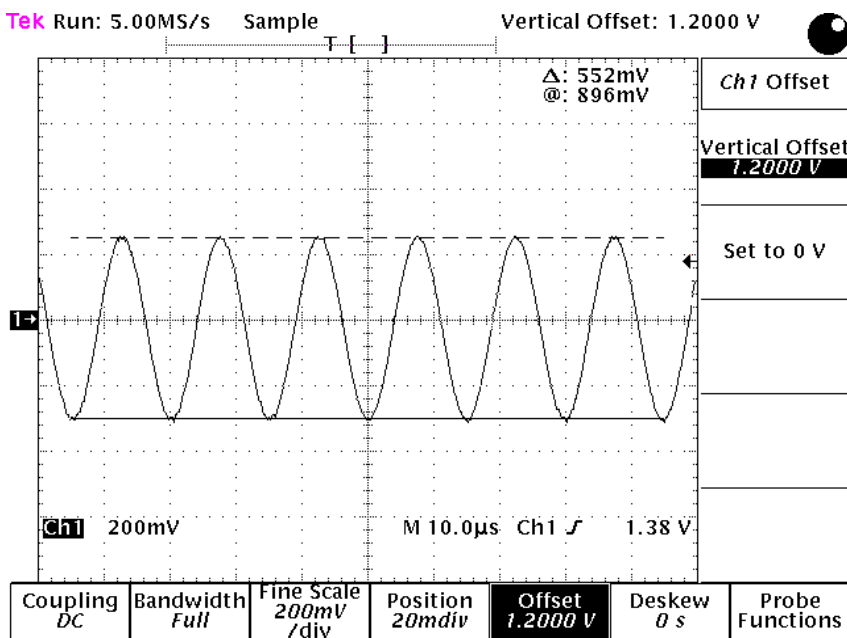 Tek Run: 5.00MS/s Sample Vertical Offset: 1.2000 V
T [ ]
Δ: 552mV
@: 896mV
Ch1 Offset
Vertical Offset
1.2000 V
Set to 0 V
1→
Ch1 200mV M 10.0µs Ch1 ƒ 1.38 V
Coupling
DC
Bandwidth
Full
Fine Scale
200mV
/div
Position
20mdiv
Offset
1.2000 V
Deskew
0 s
Probe
Functions